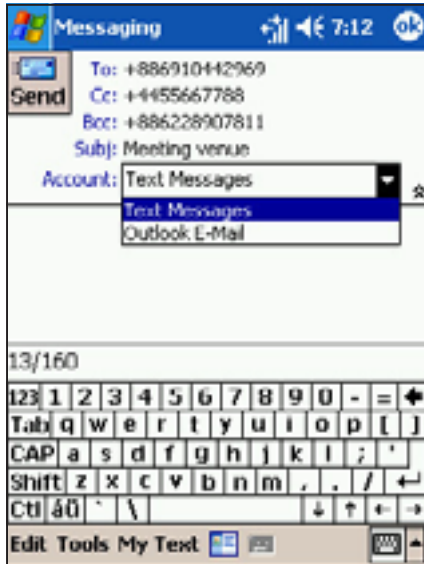 Messaging 7:12 ok
Send
To: +886910442969
Cc: +4455667788
Bcc: +886228907811
Subj: Meeting venue
Account: Text Messages
Text Messages
Outlook E-Mail
13/160
123 1 2 3 4 5 6 7 8 9 0 - =
Tab q w e r t y u i o p [ ]
CAP a s d f g h j k l ; '
Shift z x c v b n m , . /
Ctl áü ` \
Edit Tools My Text